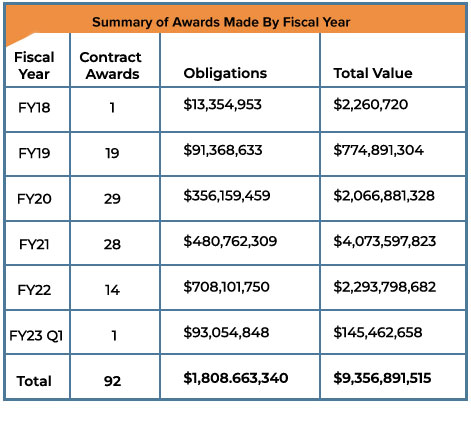 Summary of Awards Made By Fiscal Year
Fiscal Year Contract Awards Obligations Total Value
FY18 1 $13,354,953 $2,260,720
FY19 19 $91,368,633 $774,891,304
FY20 29 $356,159,459 $2,066,881,328
FY21 28 $480,762,309 $4,073,597,823
FY22 14 $708,101,750 $2,293,798,682
FY23 Q1 1 $93,054,848 $145,462,658
Total 92 $1,808.663,340 $9,356,891,515